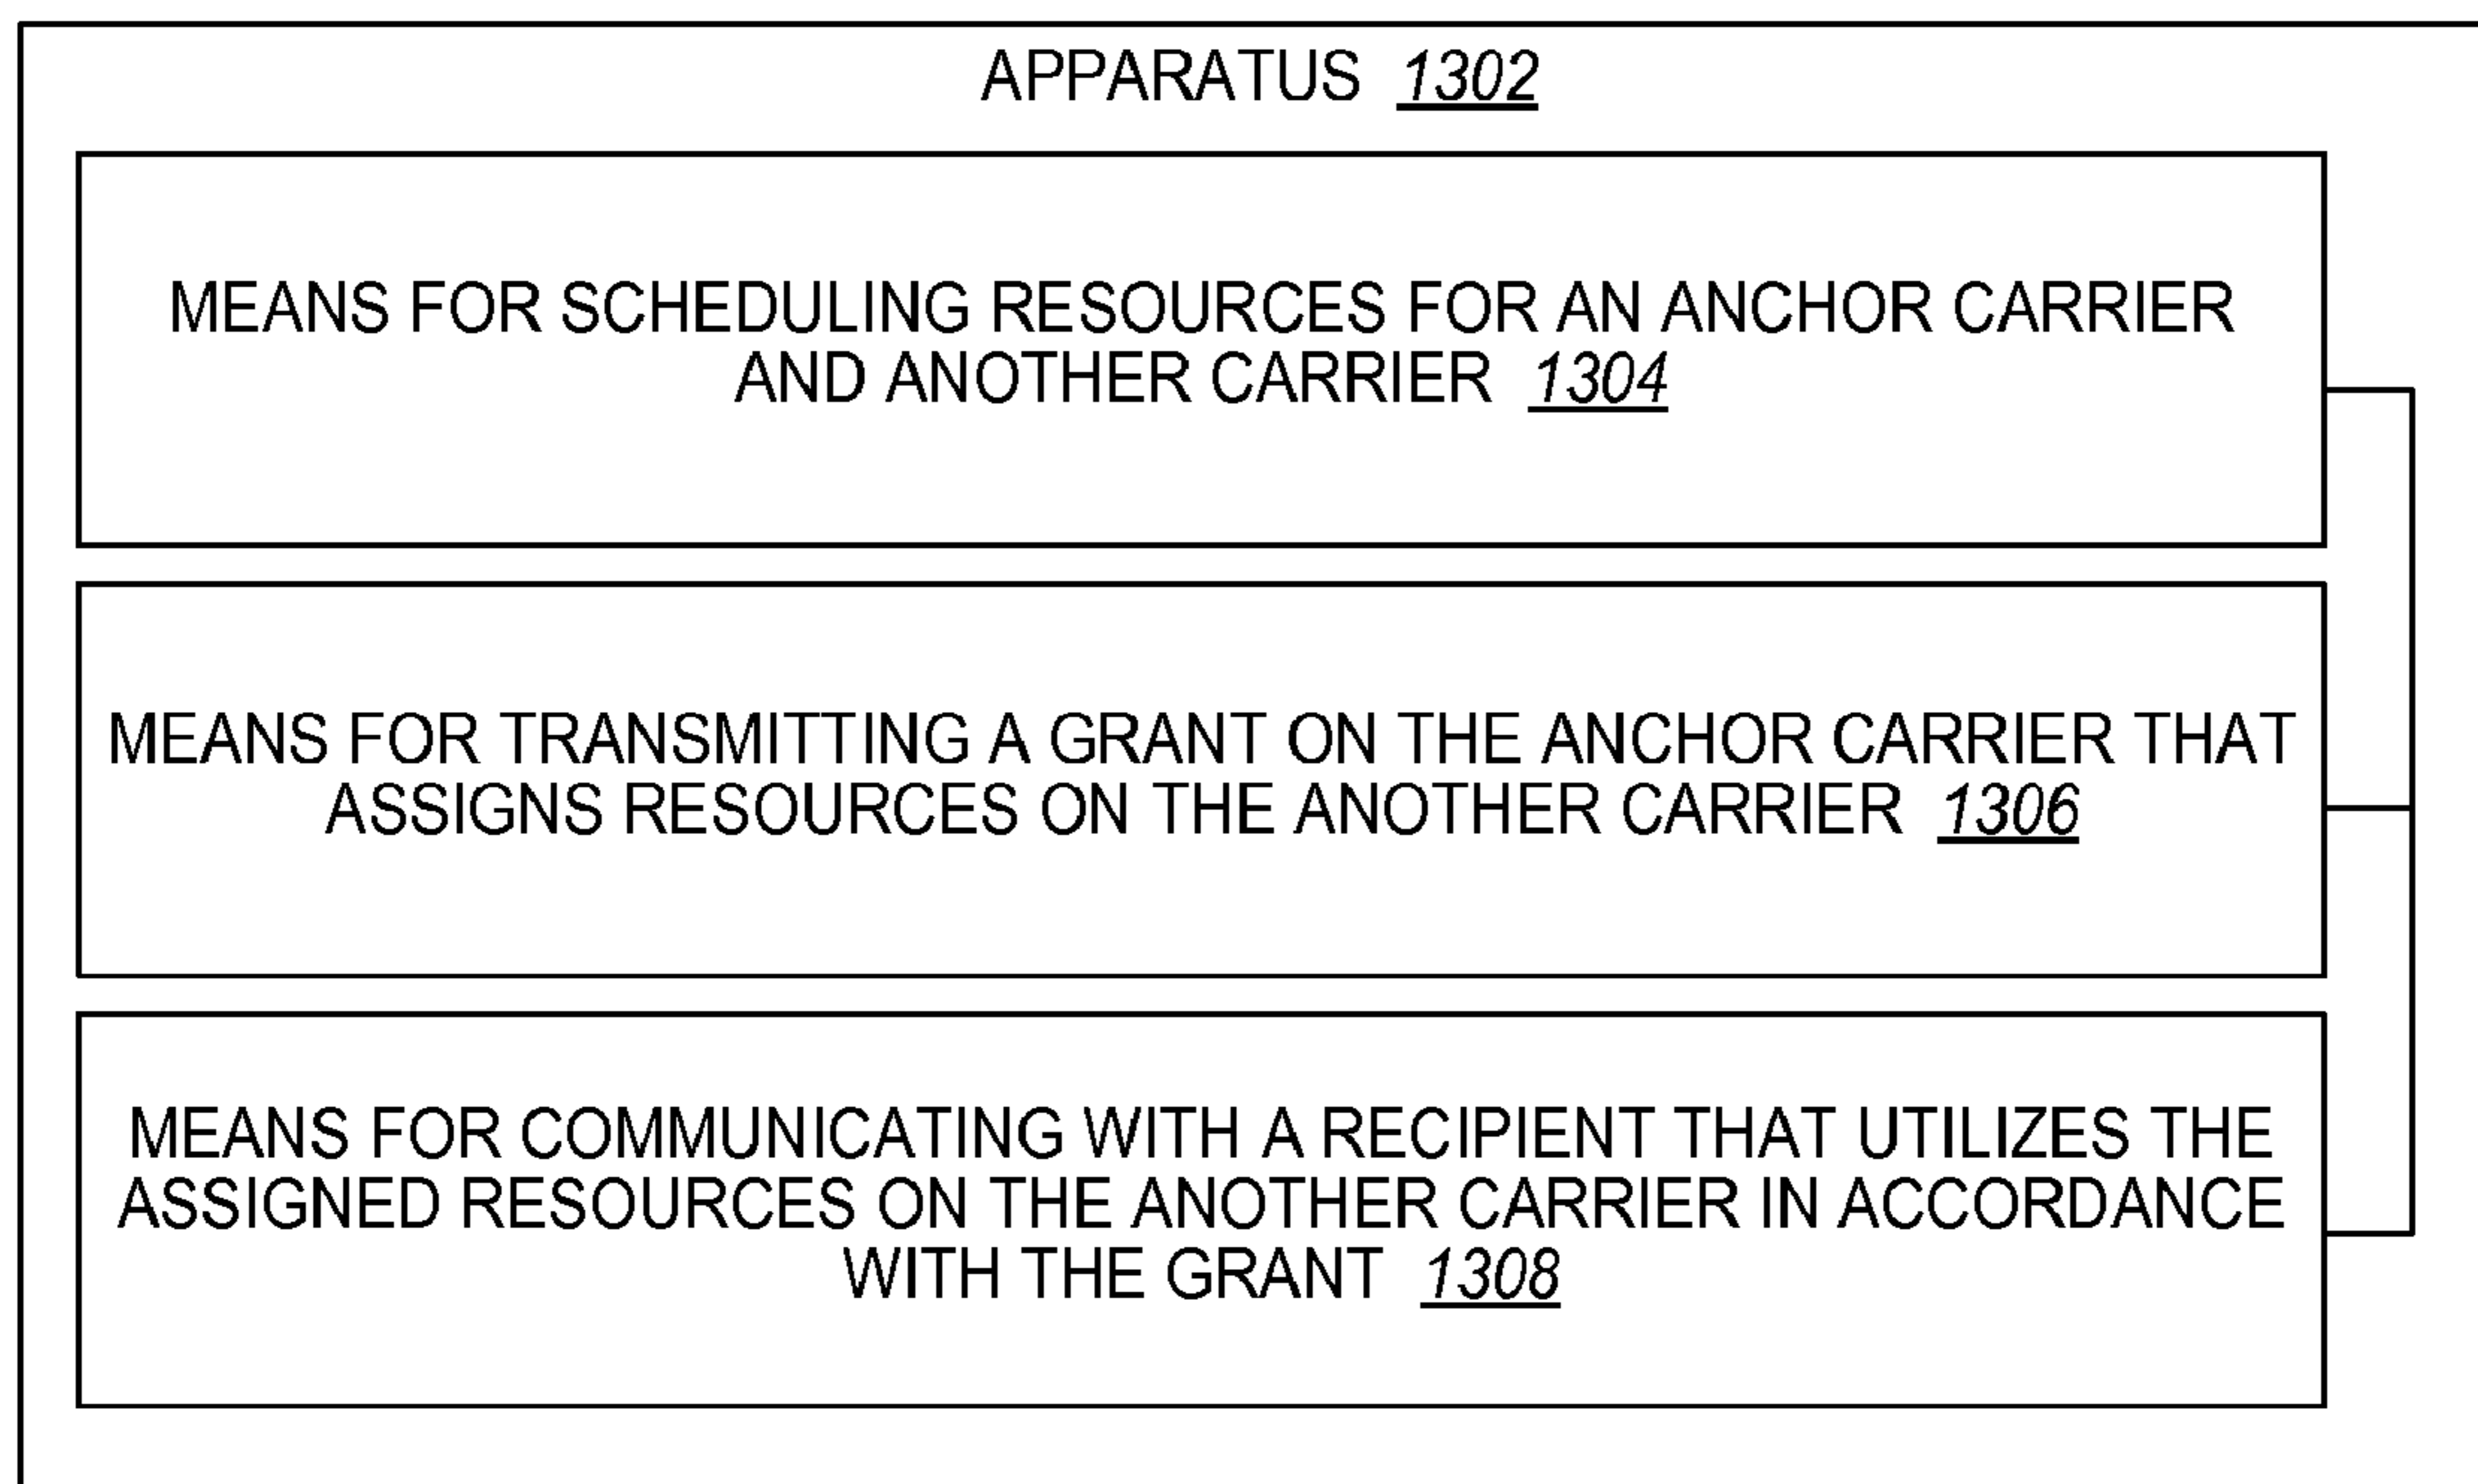 APPARATUS 1302
MEANS FOR SCHEDULING RESOURCES FOR AN ANCHOR CARRIER
AND ANOTHER CARRIER 1304
MEANS FOR TRANSMITTING A GRANT ON THE ANCHOR CARRIER THAT
ASSIGNS RESOURCES ON THE ANOTHER CARRIER 1306
MEANS FOR COMMUNICATING WITH A RECIPIENT THAT UTILIZES THE
ASSIGNED RESOURCES ON THE ANOTHER CARRIER IN ACCORDANCE
WITH THE GRANT 1308